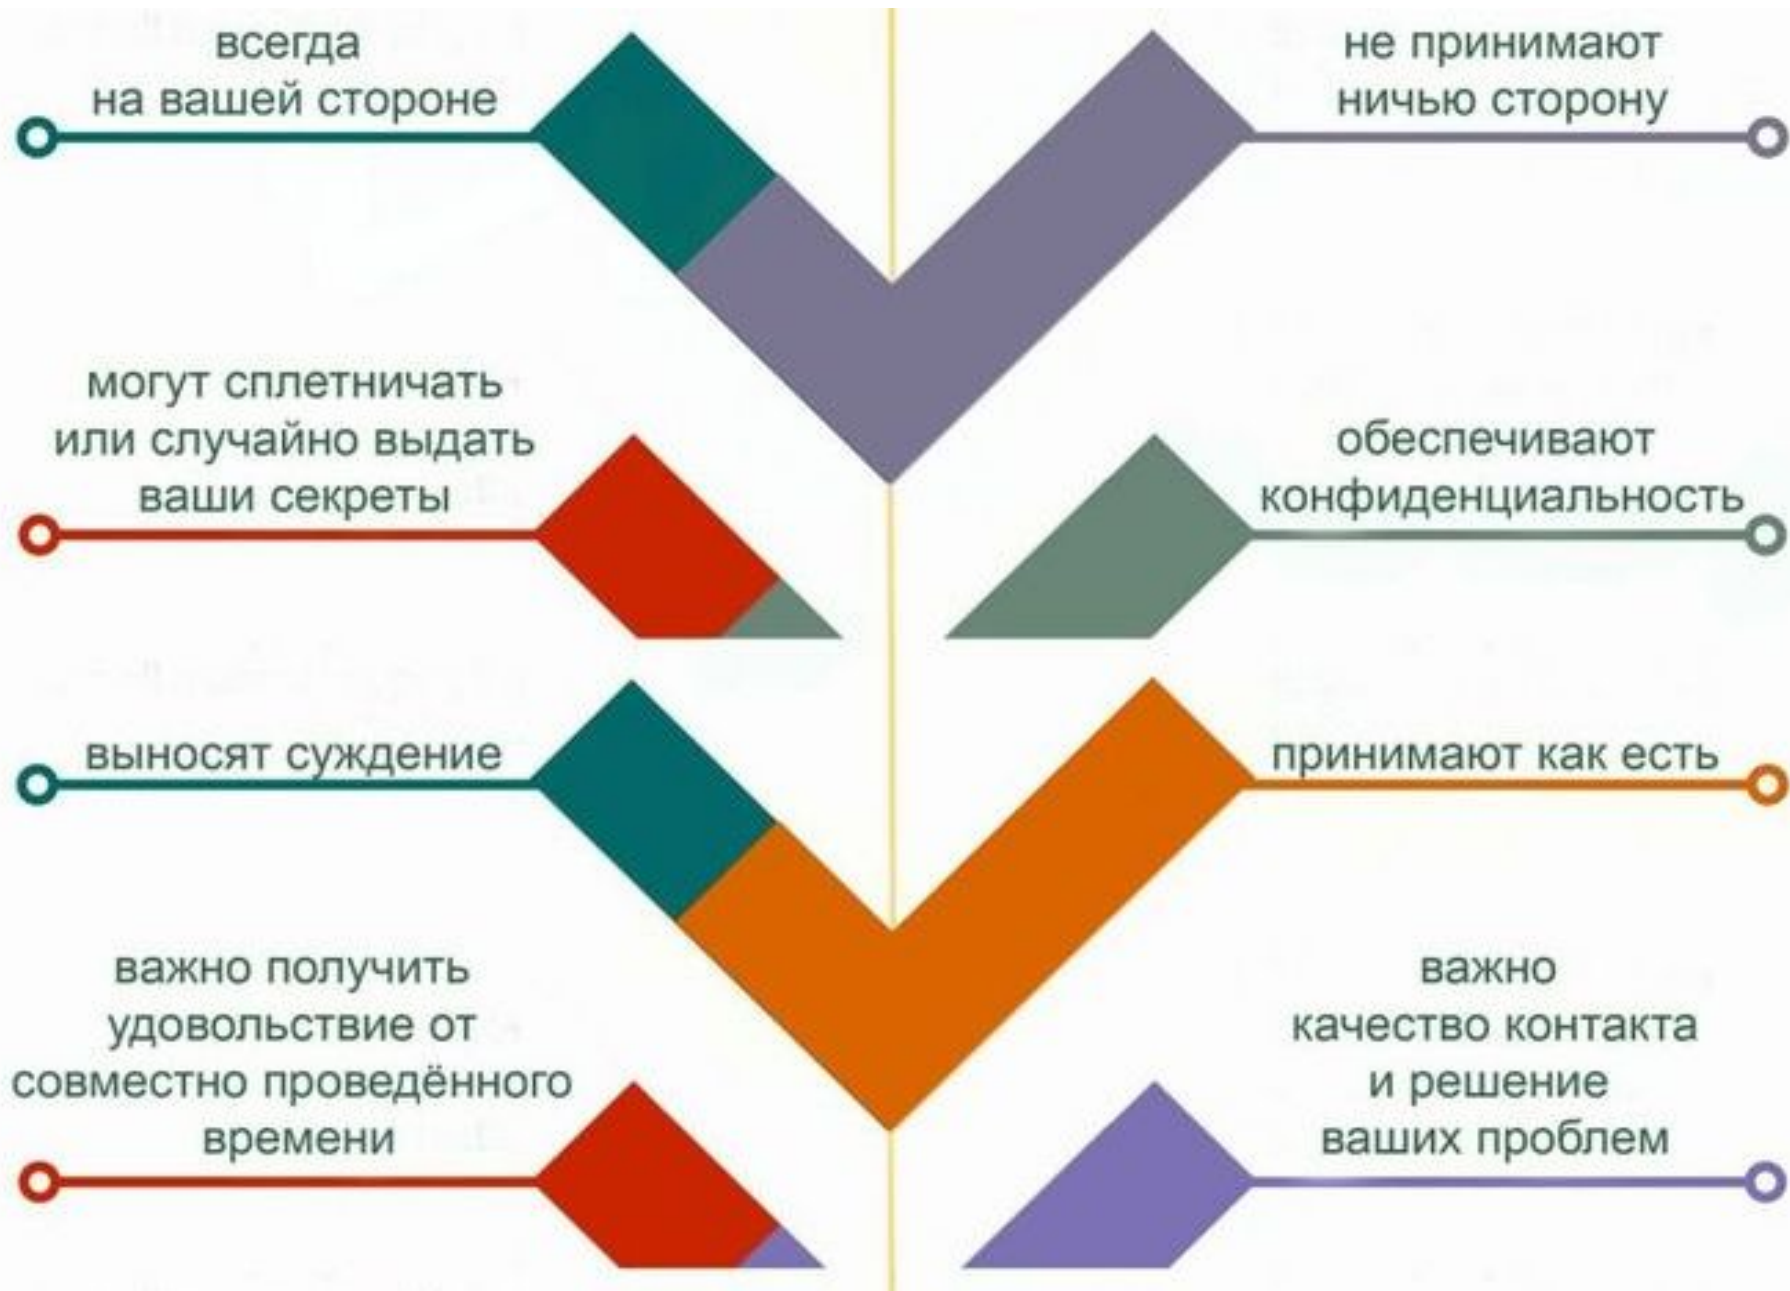 всегда
на вашей стороне
не принимают
ничью сторону
могут сплетничать
или случайно выдать
ваши секреты
обеспечивают
конфиденциальность
выносят суждение
принимают как есть
важно получить
удовольствие от
совместно проведённого
времени
важно
качество контакта
и решение
ваших проблем